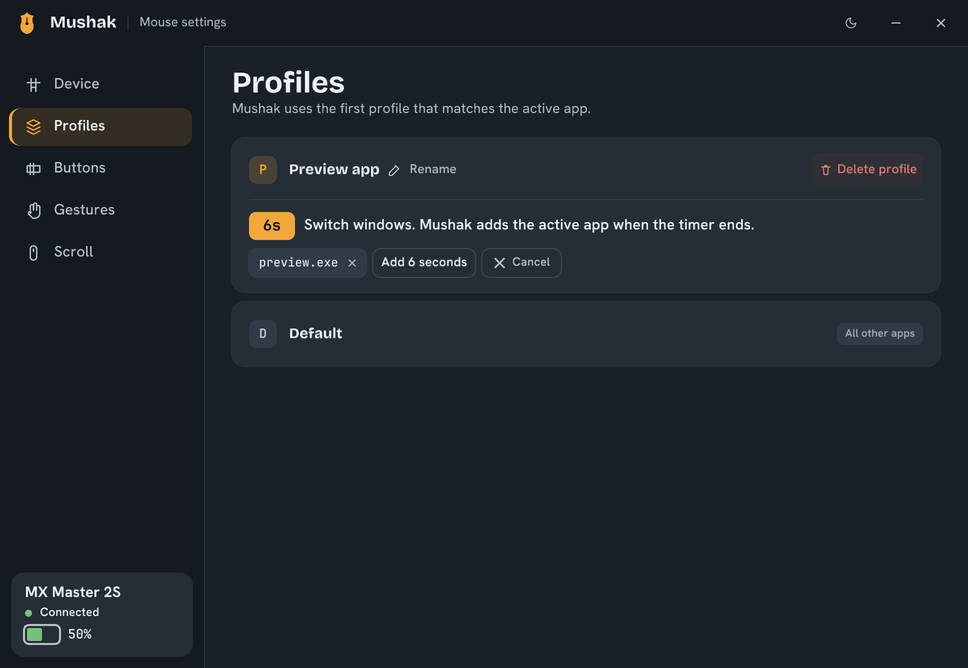 Mushak | Mouse settings
Device
Profiles
Buttons
Gestures
Scroll
MX Master 2S
Connected
50%
Profiles
Mushak uses the first profile that matches the active app.
P Preview app Rename Delete profile
6s Switch windows. Mushak adds the active app when the timer ends.
preview.exe × Add 6 seconds × Cancel
D Default All other apps